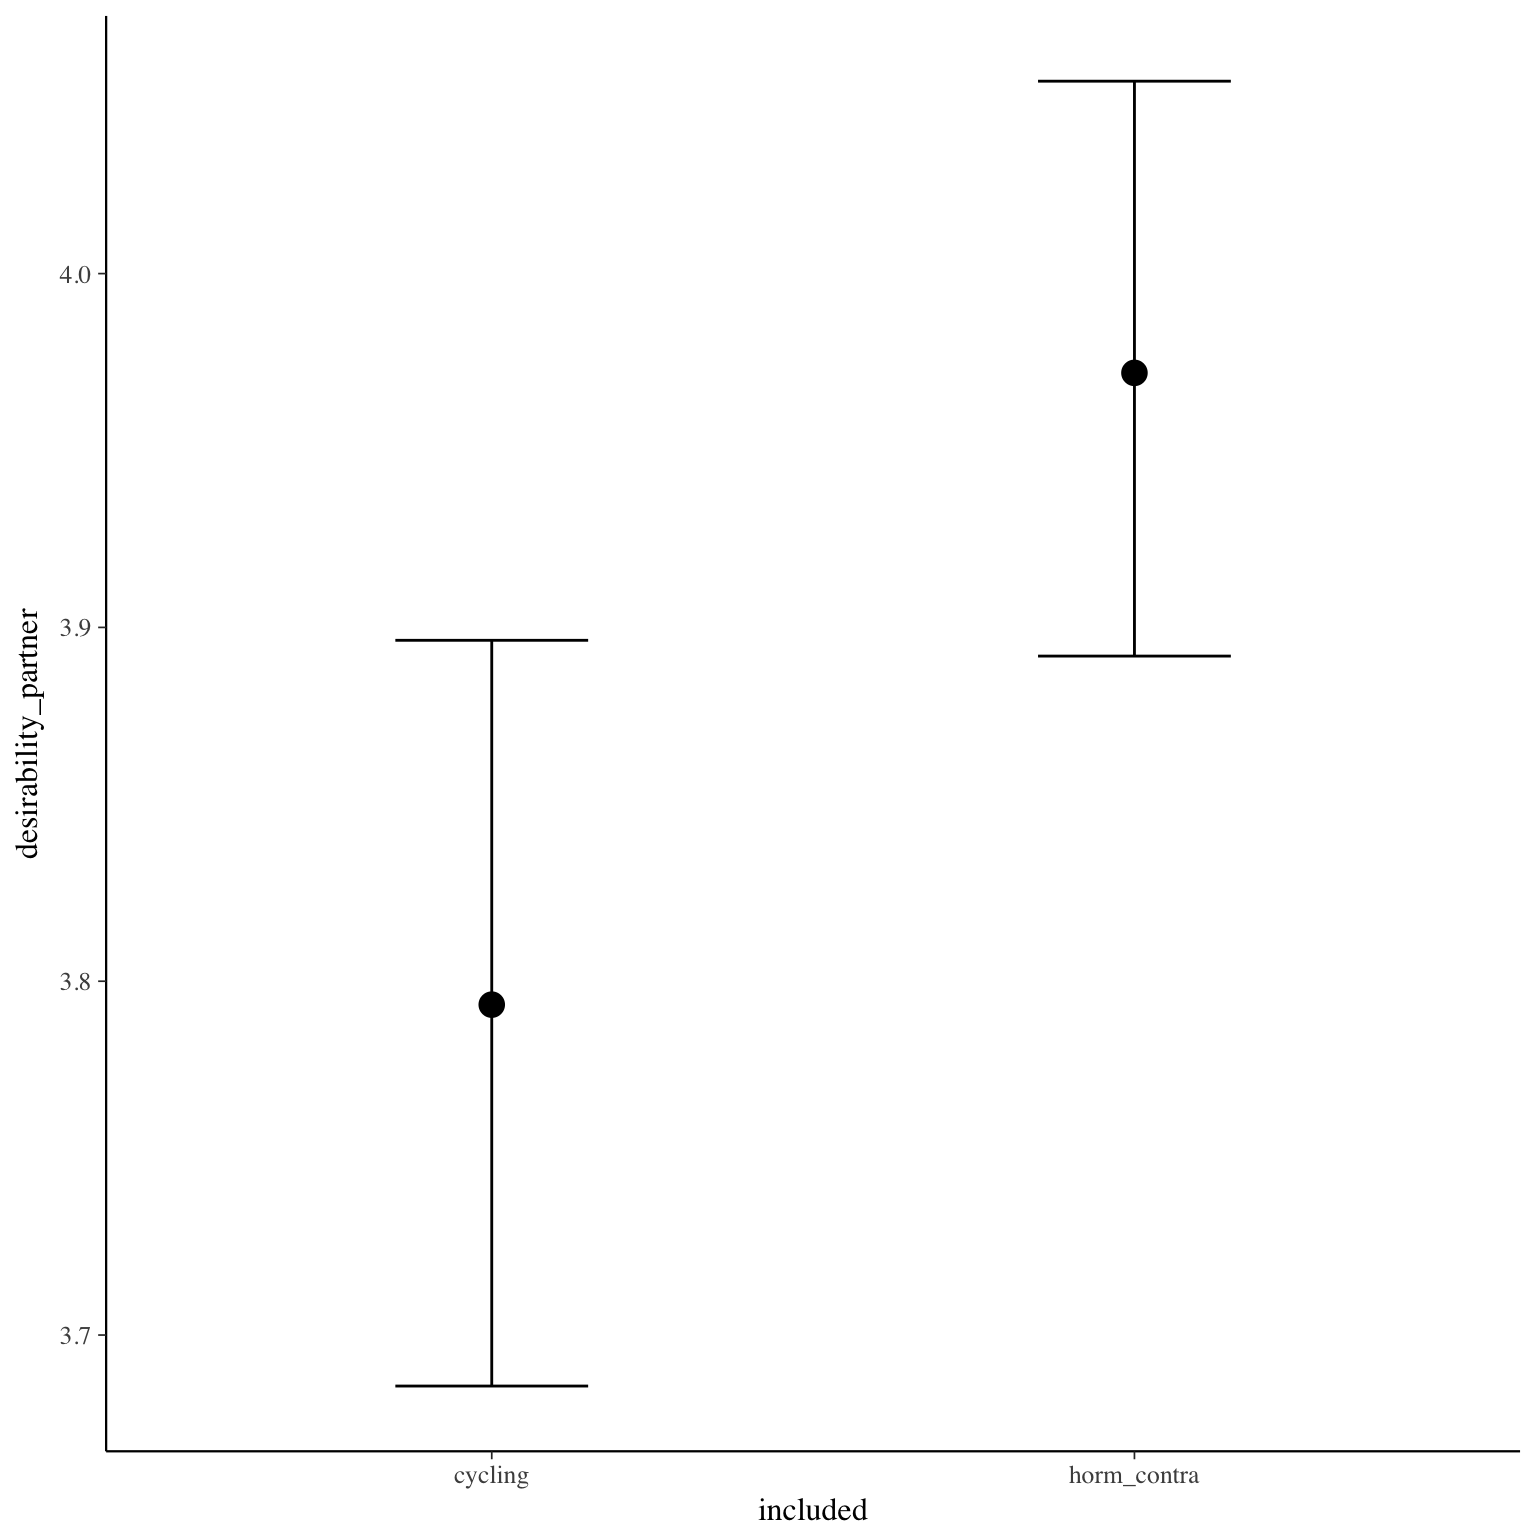 desirability_partner
4.0
3.9
3.8
3.7
cycling
horm_contra
included